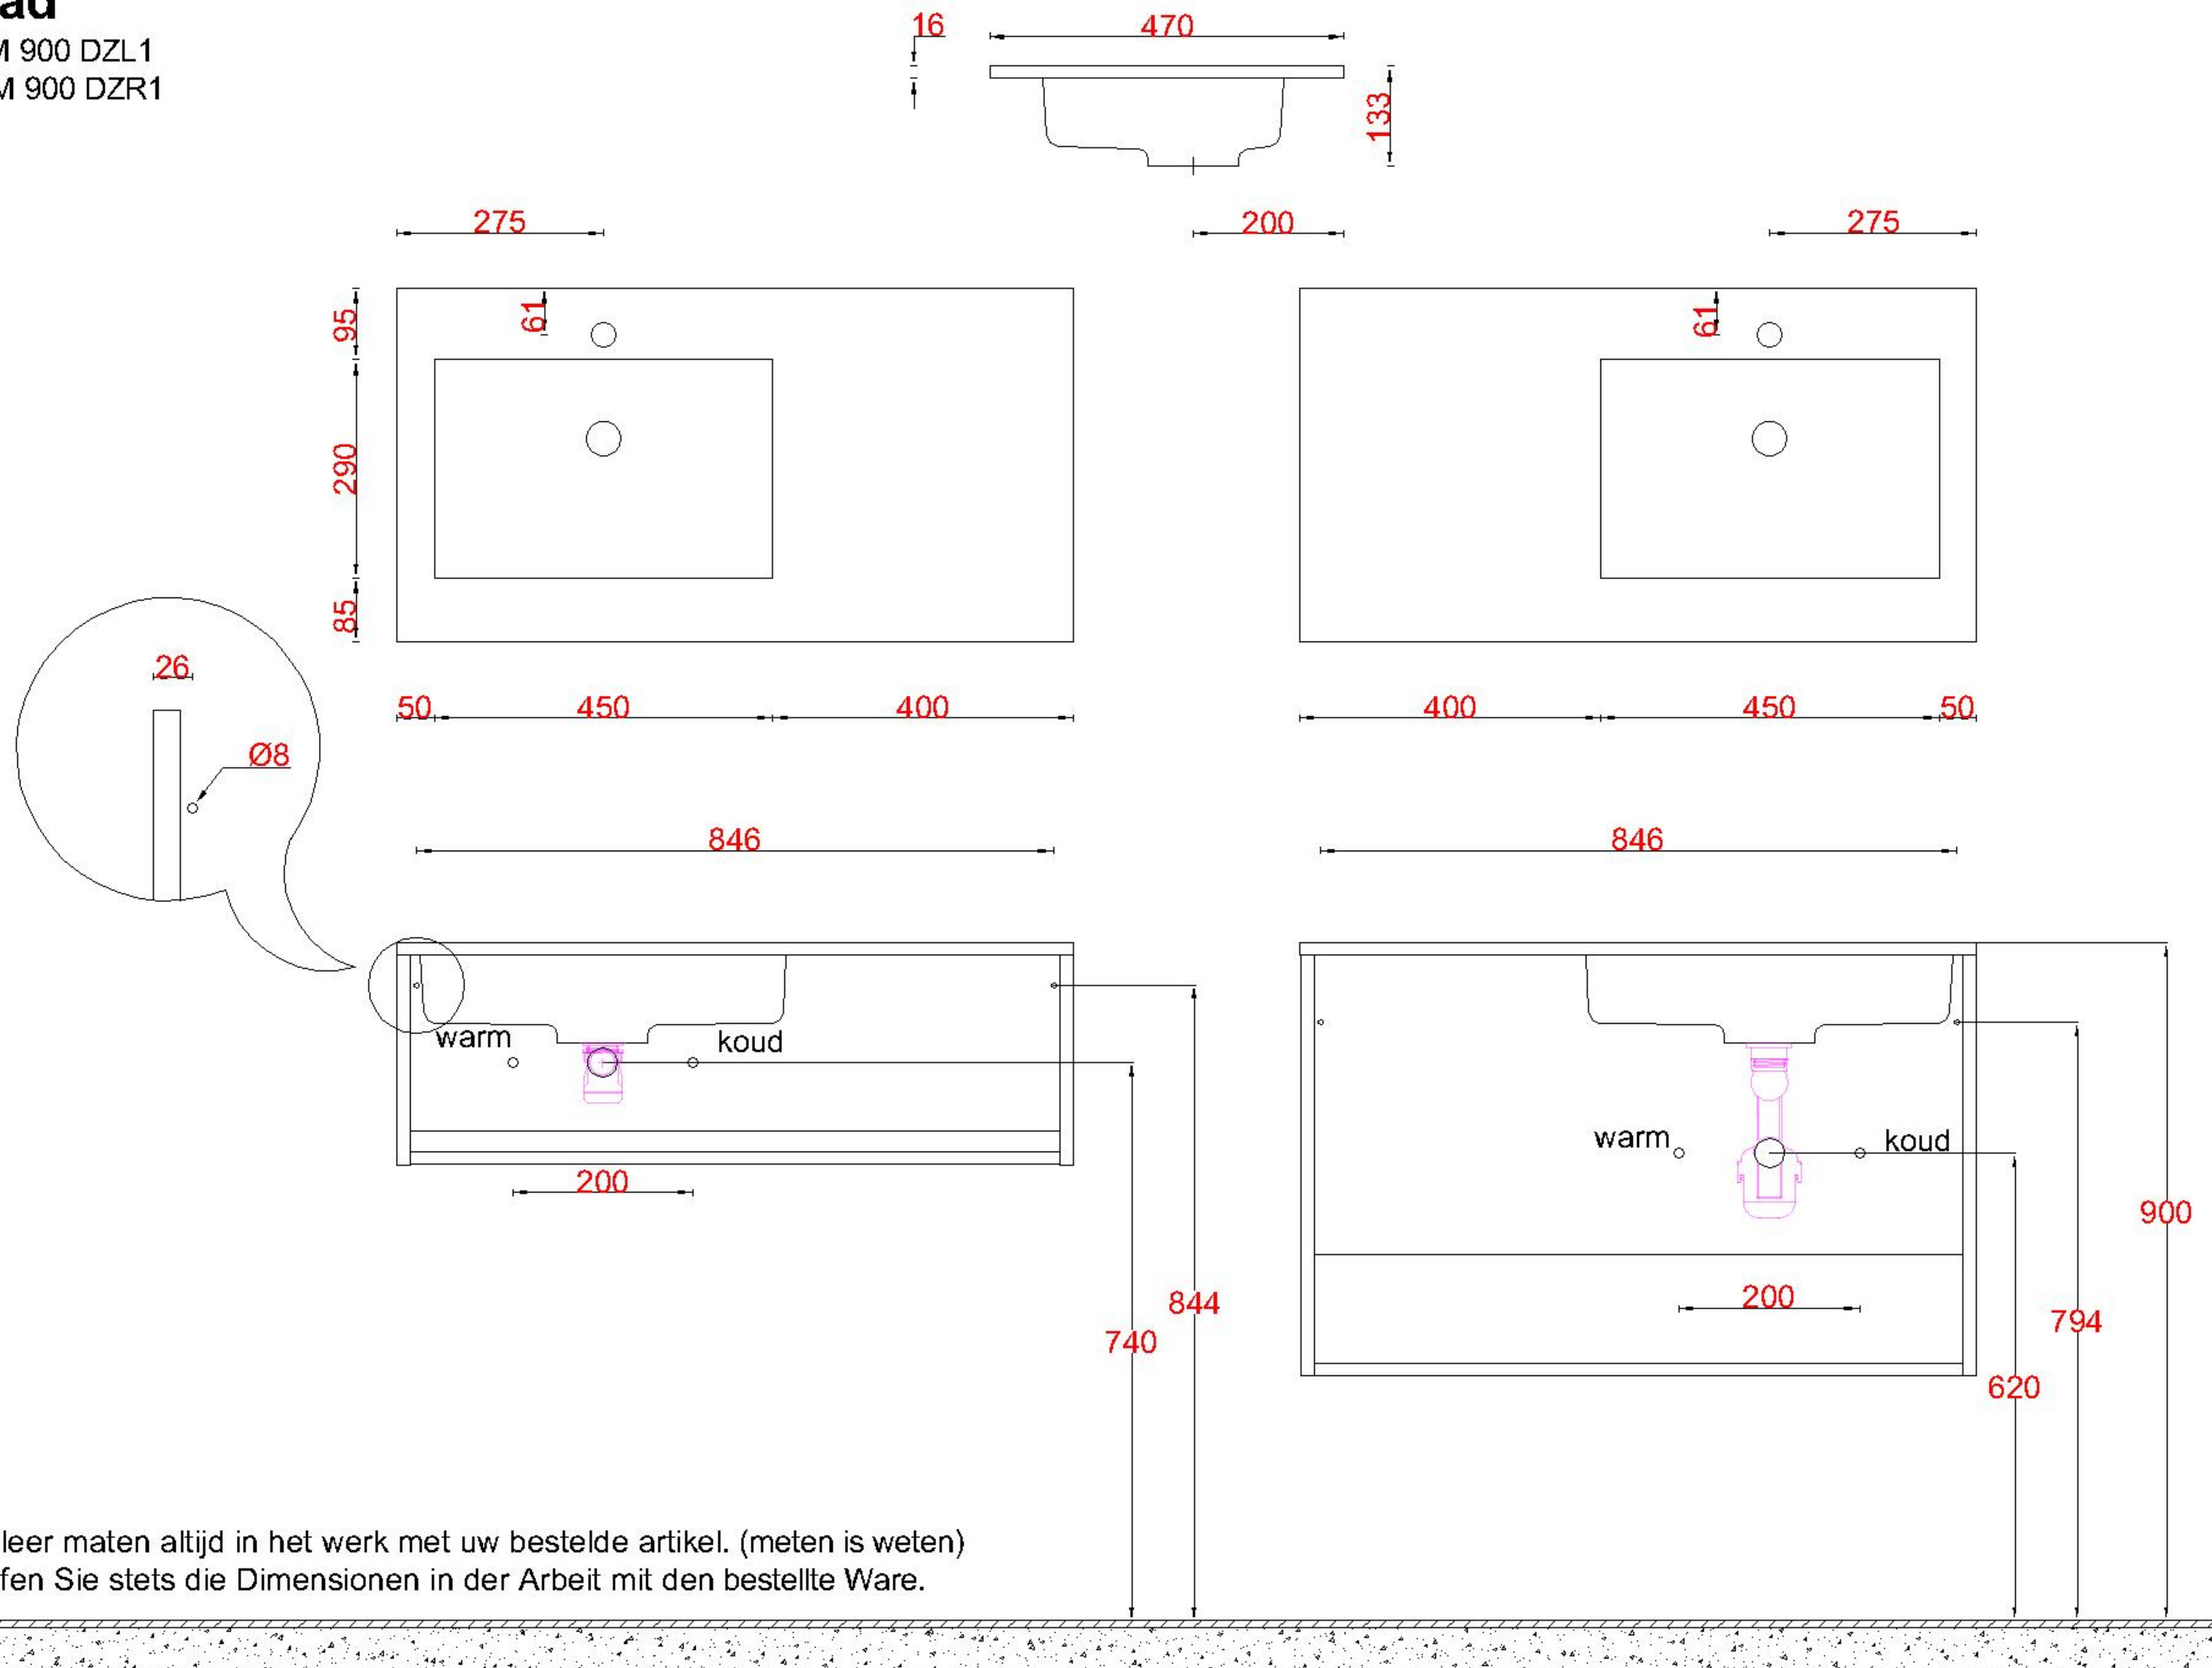 ad
M 900 DZL1
M 900 DZR1
16
470
133
275
200
275
95
61
61
290
85
26
Ø8
50
450
400
400
450
50
846
846
warm
koud
warm
koud
200
200
900
844
794
740
620
leer maten altijd in het werk met uw bestelde artikel. (meten is weten)
fen Sie stets die Dimensionen in der Arbeit mit den bestellte Ware.